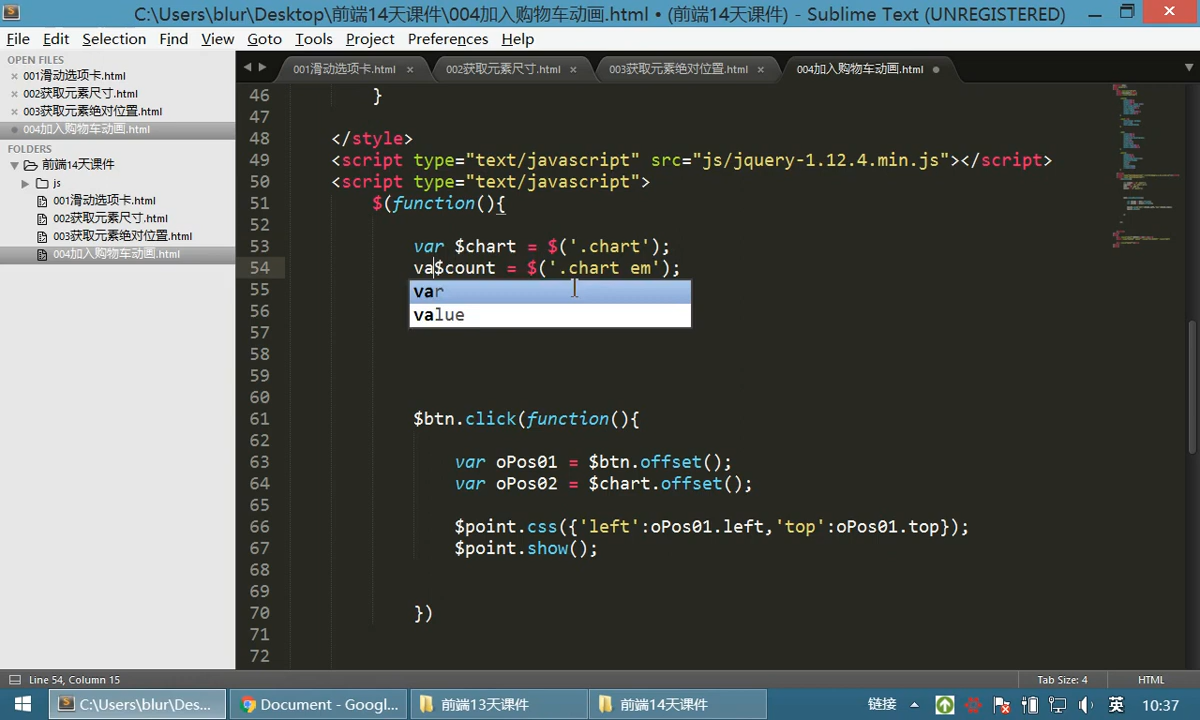 C:\Users\blur\Desktop\前端14天课件\004加入购物车动画.html • (前端14天课件) - Sublime Text (UNREGISTERED)
File Edit Selection Find View Goto Tools Project Preferences Help
OPEN FILES
001滑动选项卡.html
002获取元素尺寸.html
003获取元素绝对位置.html
004加入购物车动画.html
FOLDERS
前端14天课件
js
001滑动选项卡.html
002获取元素尺寸.html
003获取元素绝对位置.html
004加入购物车动画.html
001滑动选项卡.html 002获取元素尺寸.html 003获取元素绝对位置.html 004加入购物车动画.html
46 }
47
48 </style>
49 <script type="text/javascript" src="js/jquery-1.12.4.min.js"></script>
50 <script type="text/javascript">
51 $(function(){
52
53 var $chart = $('.chart');
54 va$count = $('.chart em');
55 var
56 value
57
58
59
60
61 $btn.click(function(){
62
63 var oPos01 = $btn.offset();
64 var oPos02 = $chart.offset();
65
66 $point.css({'left':oPos01.left,'top':oPos01.top});
67 $point.show();
68
69
70 })
71
72
Line 54, Column 15 Tab Size: 4 HTML
C:\Users\blur\Des... Document - Googl... 前端13天课件 前端14天课件 链接 英 10:37